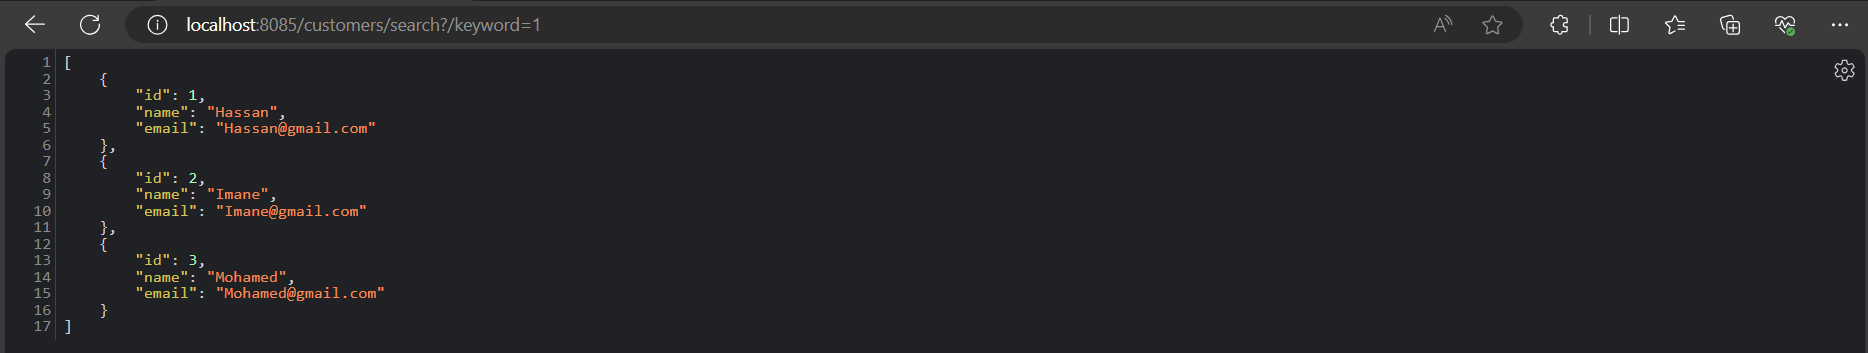 localhost:8085/customers/search?/keyword=1
1 [
2 {
3 "id": 1,
4 "name": "Hassan",
5 "email": "Hassan@gmail.com"
6 },
7 {
8 "id": 2,
9 "name": "Imane",
10 "email": "Imane@gmail.com"
11 },
12 {
13 "id": 3,
14 "name": "Mohamed",
15 "email": "Mohamed@gmail.com"
16 }
17 ]